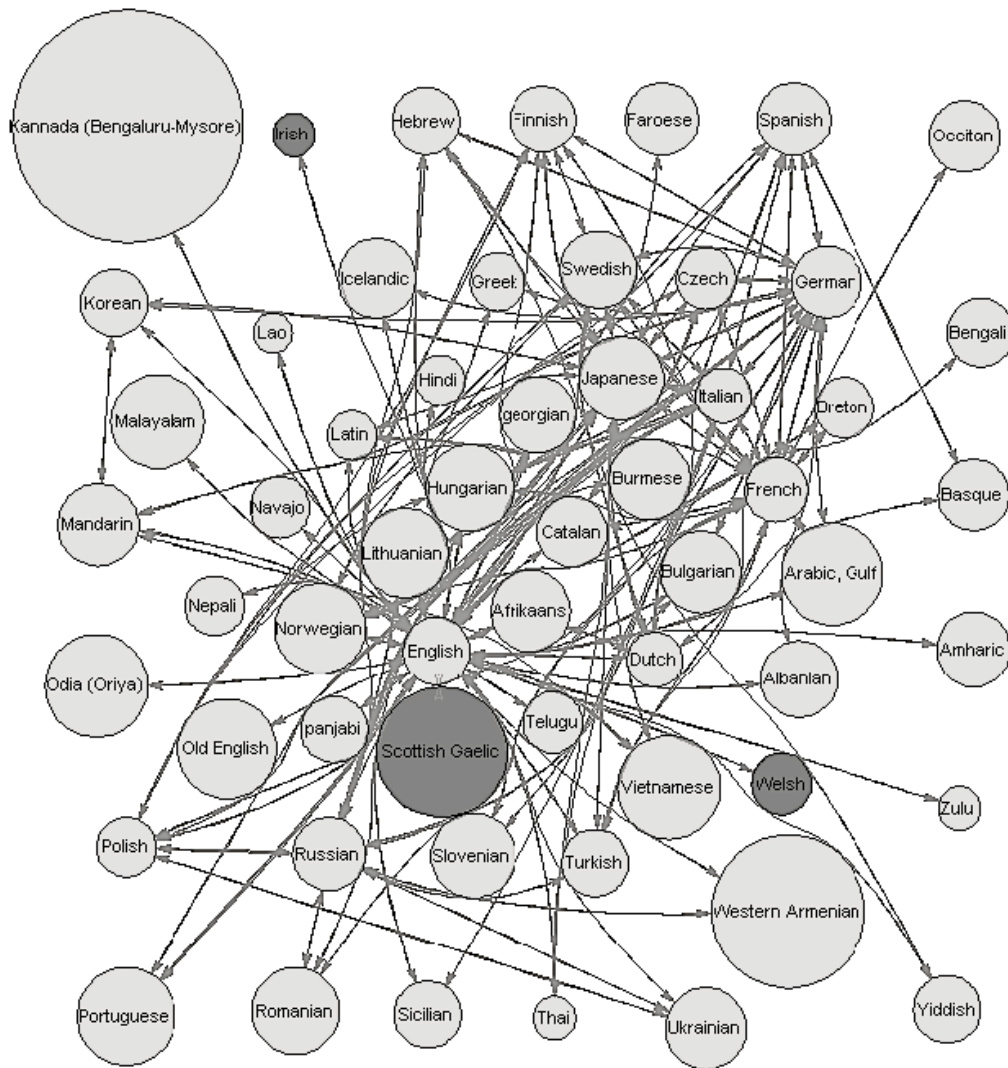 Kannada (Bengaluru-Mysore)
Irish
Hebrew
Finnish
Faroese
Spanish
Occitan
Icelandic
Greek
Swedish
Czech
German
Korean
Lao
Bengali
Hindi
Japanese
Italian
Malayalam
Latin
georgian
Breton
Mandarin
Navajo
Hungarian
Burmese
French
Basque
Lithuanian
Catalan
Bulgarian
Arabic, Gulf
Nepali
Norwegian
Afrikaans
English
Dutch
Amharic
Odia (Oriya)
Albanian
Old English
panjabi
Scottish Gaelic
Telugu
Vietnamese
Welsh
Zulu
Polish
Russian
Slovenian
Turkish
Western Armenian
Portuguese
Romanian
Sicilian
Thai
Ukrainian
Yiddish